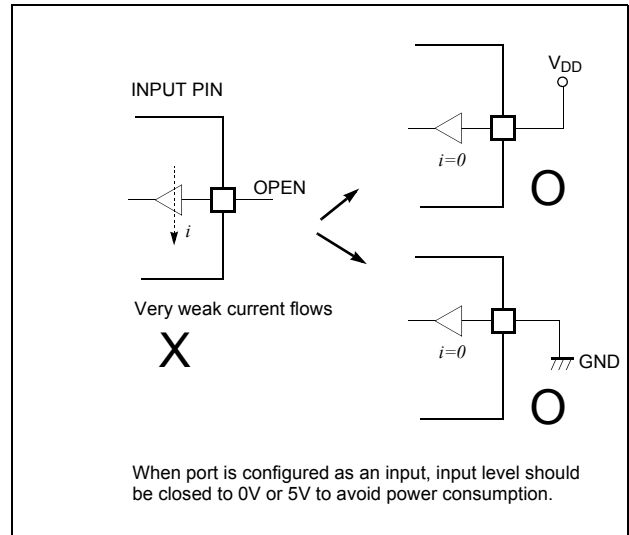 INPUT PIN
OPEN
i
Very weak current flows
X
VDD
i=0
O
i=0
GND
O
When port is configured as an input, input level should
be closed to 0V or 5V to avoid power consumption.